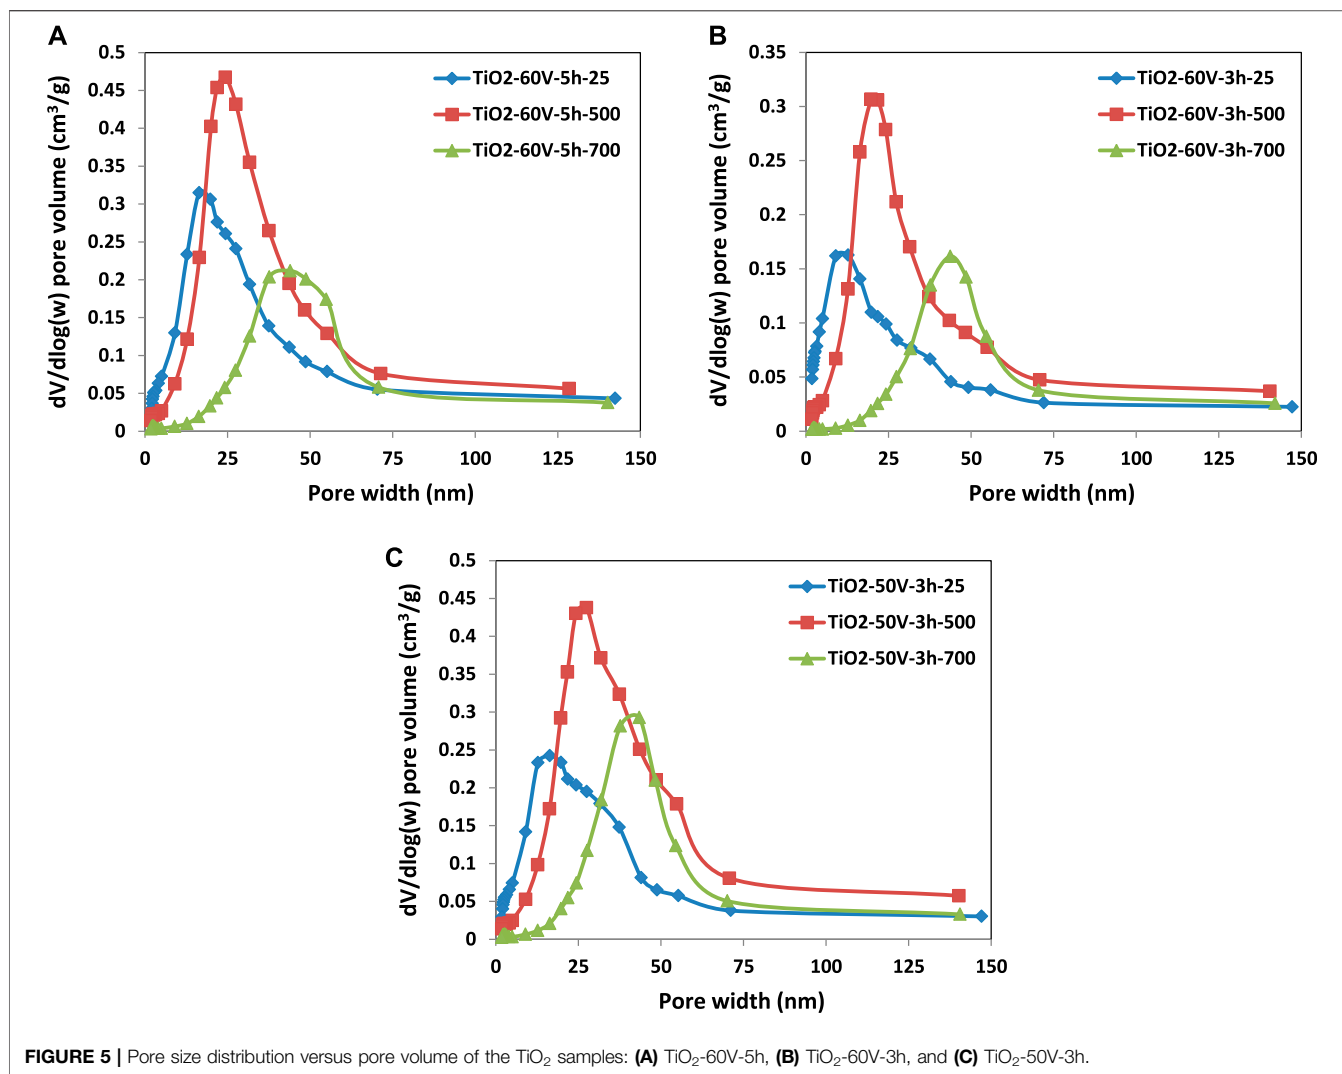 A
dV/dlog(w) pore volume (cm³/g)
0.5
0.45
0.4
0.35
0.3
0.25
0.2
0.15
0.1
0.05
0
0 25 50 75 100 125 150
Pore width (nm)
TiO2-60V-5h-25
TiO2-60V-5h-500
TiO2-60V-5h-700
B
dV/dlog(w) pore volume (cm³/g)
0.35
0.3
0.25
0.2
0.15
0.1
0.05
0
0 25 50 75 100 125 150
Pore width (nm)
TiO2-60V-3h-25
TiO2-60V-3h-500
TiO2-60V-3h-700
C
dV/dlog(w) pore volume (cm³/g)
0.5
0.45
0.4
0.35
0.3
0.25
0.2
0.15
0.1
0.05
0
0 25 50 75 100 125 150
Pore width (nm)
TiO2-50V-3h-25
TiO2-50V-3h-500
TiO2-50V-3h-700
FIGURE 5 | Pore size distribution versus pore volume of the TiO₂ samples: (A) TiO₂-60V-5h, (B) TiO₂-60V-3h, and (C) TiO₂-50V-3h.